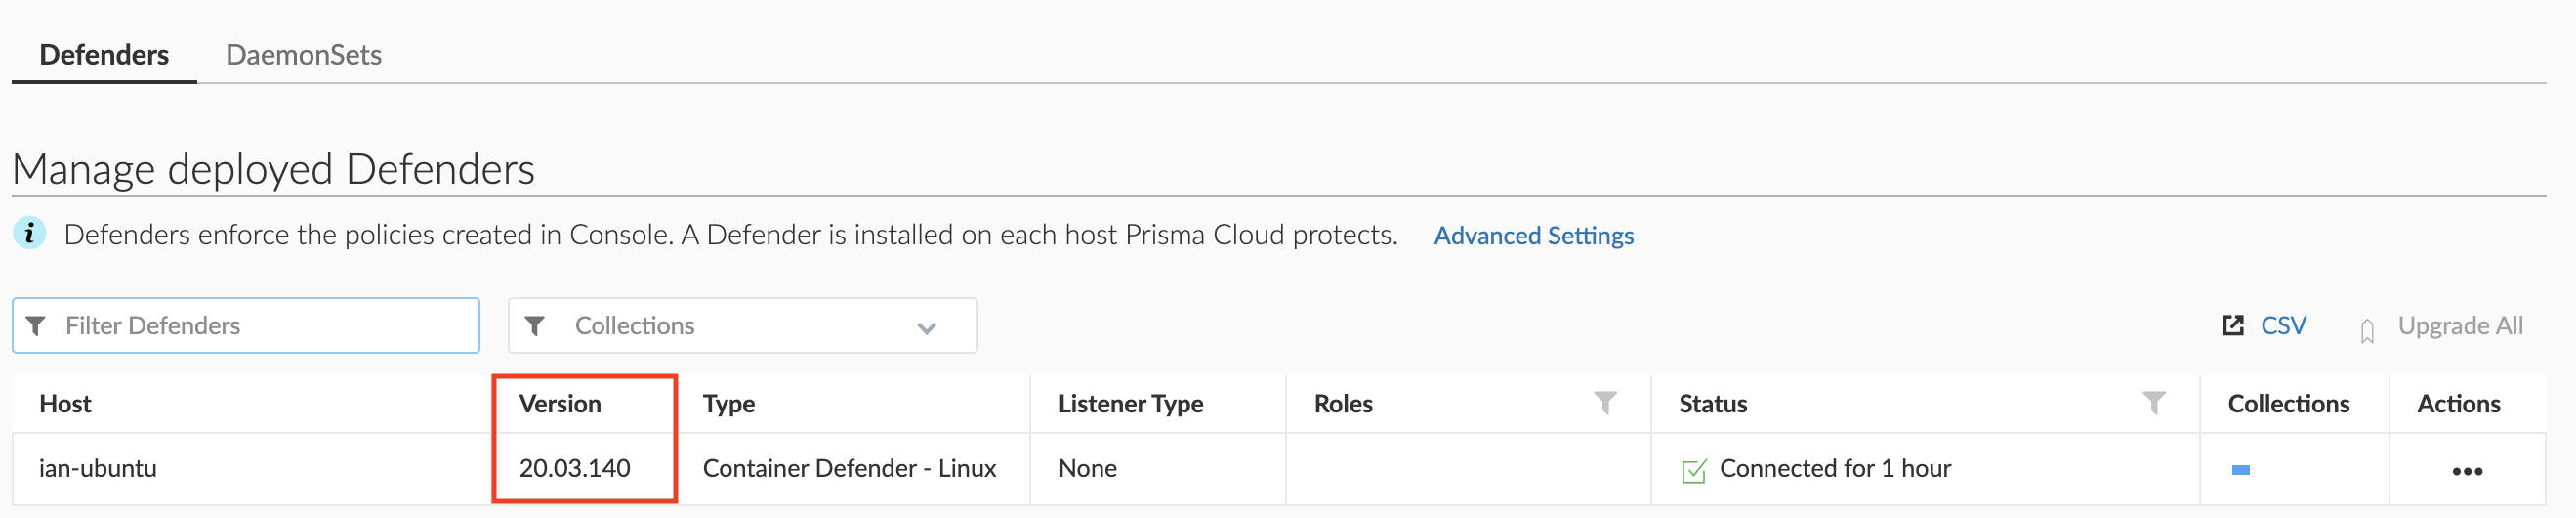 Defenders DaemonSets
Manage deployed Defenders
i Defenders enforce the policies created in Console. A Defender is installed on each host Prisma Cloud protects. Advanced Settings
Filter Defenders Collections CSV Upgrade All
Host Version Type Listener Type Roles Status Collections Actions
ian-ubuntu 20.03.140 Container Defender - Linux None Connected for 1 hour